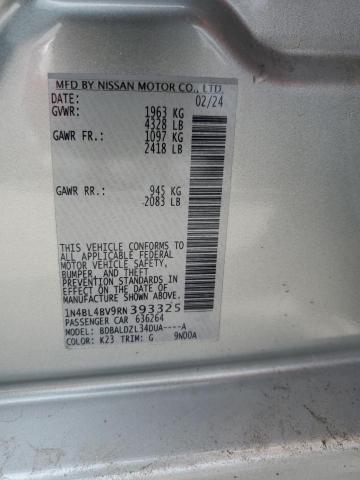 MFD BY NISSAN MOTOR CO., LTD.
DATE: 02/24
GVWR: 1963 KG
4328 LB
GAWR FR: 1097 KG
2418 LB
GAWR RR: 945 KG
2083 LB
THIS VEHICLE CONFORMS TO
ALL APPLICABLE FEDERAL
MOTOR VEHICLE SAFETY,
BUMPER, AND THEFT
PREVENTION STANDARDS IN
EFFECT ON THE DATE OF
MANUFACTURE SHOWN ABOVE.
1N4BL4BV9RN393325
PASSENGER CAR 636264
MODEL: BDBALDZL34DUA----A
COLOR: K23 TRIM: G 9N00A